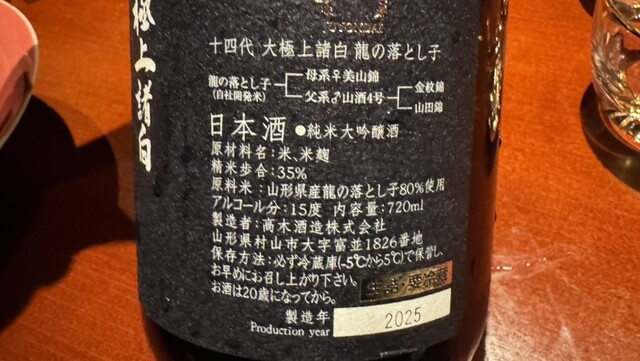 極上諸白
JUYONDAI
十四代 大極上諸白 龍の落とし子
龍の落とし子
(自社開発米)
母系♀美山錦
父系♂山酒4号
金紋錦
山田錦
日本酒 ●純米大吟醸酒
原材料名:米、米麹
精米歩合:35%
原料米:山形県産龍の落とし子80%使用
アルコール分:15度 内容量:720ml
製造者:高木酒造株式会社
山形県村山市大字富並1826番地
保存方法:必ず冷蔵庫(-5℃から5℃)で保管し、
お早めにお召し上がり下さい。
お酒は20歳になってから。
生詰・要冷蔵
製造年
Production year
2025